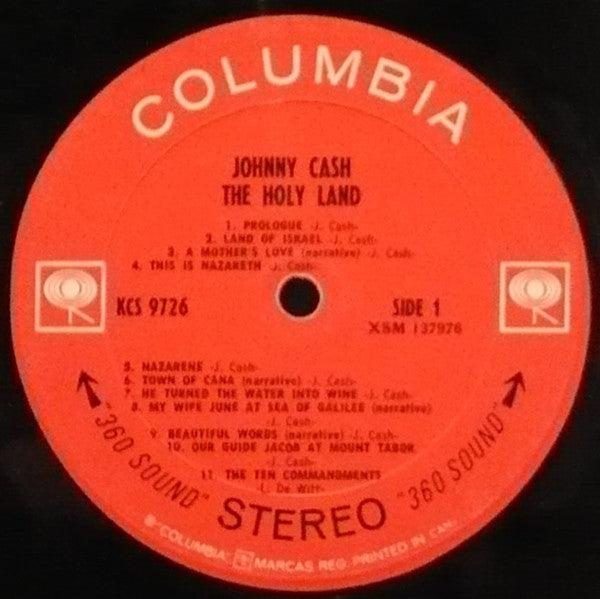 COLUMBIA
JOHNNY CASH
THE HOLY LAND
1. PROLOGUE -J. Cash-
2. LAND OF ISRAEL -J. Cash-
3. A MOTHER'S LOVE (narrative) -J. Cash-
4. THIS IS NAZARETH -J. Cash-
KCS 9726
SIDE 1
XSM 137976
5. NAZARENE -J. Cash-
6. TOWN OF CANA (narrative) -J. Cash-
7. HE TURNED THE WATER INTO WINE -J. Cash-
8. MY WIFE JUNE AT SEA OF GALILEE (narrative)
-J. Cash-
9. BEAUTIFUL WORDS (narrative) -J. Cash-
10. OUR GUIDE JACOB AT MOUNT TABOR
-J. Cash-
11. THE TEN COMMANDMENTS
-L. De Witt-
"360 SOUND" STEREO "360 SOUND"
"COLUMBIA" MARCAS REG. PRINTED IN